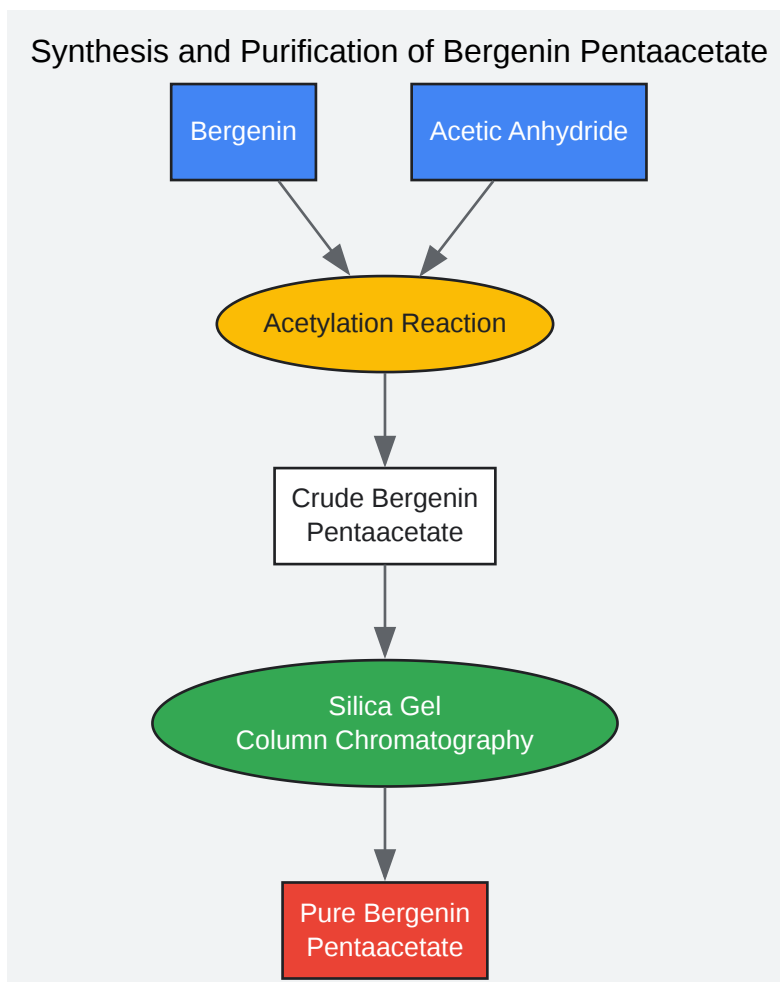 Synthesis and Purification of Bergenin Pentaacetate
Bergenin
Acetic Anhydride
Acetylation Reaction
Crude Bergenin
Pentaacetate
Silica Gel
Column Chromatography
Pure Bergenin
Pentaacetate